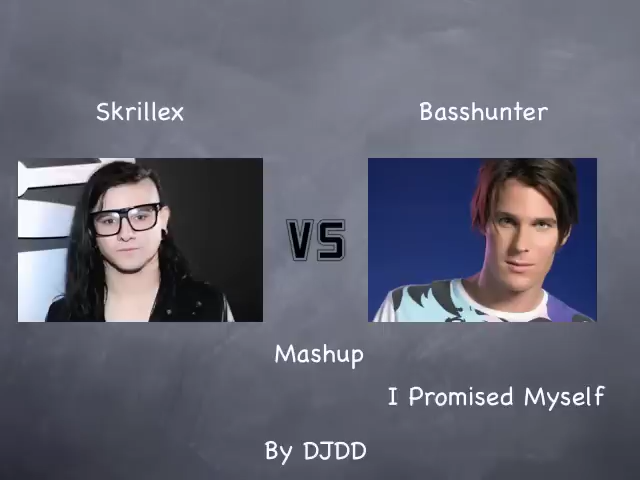 Skrillex
Basshunter
VS
Mashup
I Promised Myself
By DJDD